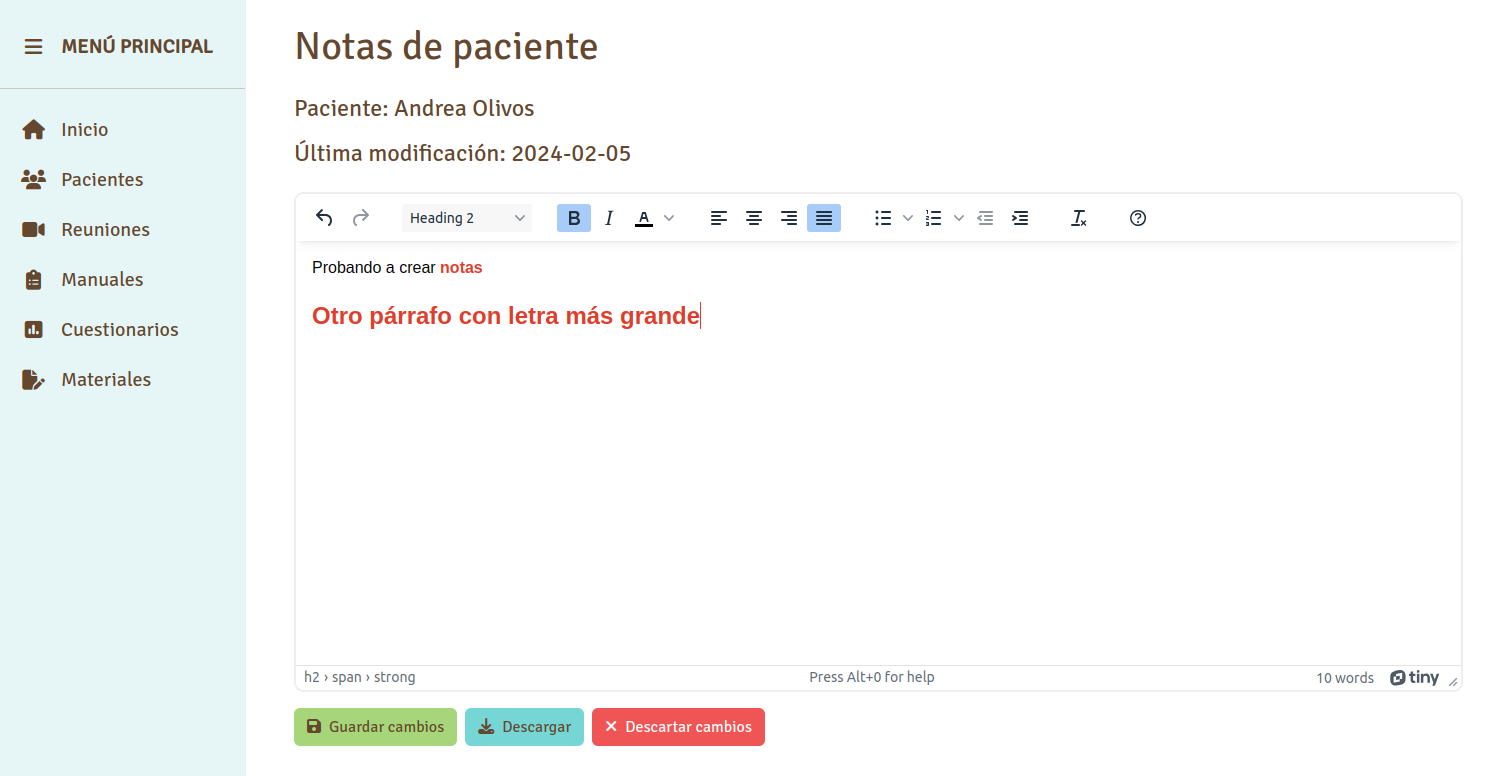 MENÚ PRINCIPAL
Inicio
Pacientes
Reuniones
Manuales
Cuestionarios
Materiales
Notas de paciente
Paciente: Andrea Olivos
Última modificación: 2024-02-05
Heading 2 B I A
Probando a crear notas
Otro párrafo con letra más grande
h2 › span › strong Press Alt+0 for help 10 words tiny
Guardar cambios Descargar Descartar cambios